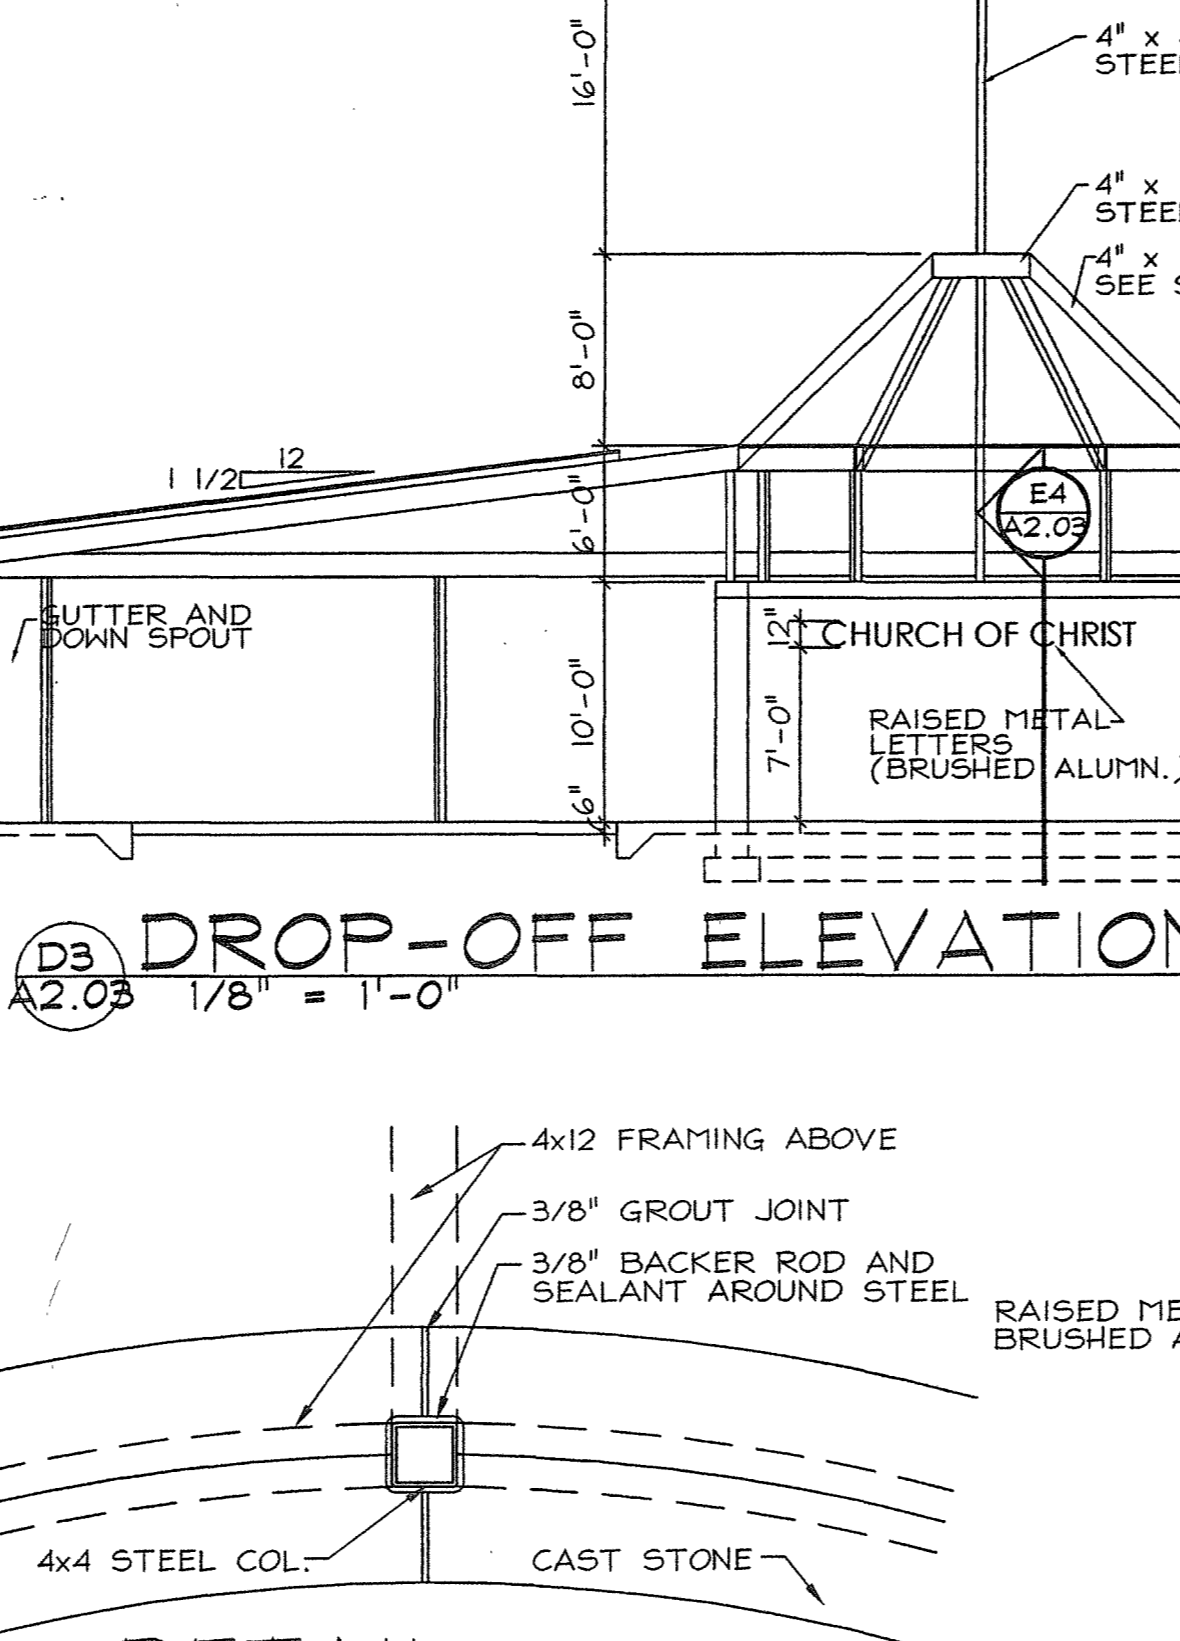 16'-0"
4" x
STEEL
4" x
STEEL
4" x
SEE
8'-0"
12
1 1/2
6'-0"
E4
A2.03
GUTTER AND
DOWN SPOUT
12"
CHURCH OF CHRIST
10'-0"
7'-0"
RAISED METAL
LETTERS
(BRUSHED ALUMN.)
6"
D3
A2.03
DROP-OFF ELEVATION
1/8" = 1'-0"
4x12 FRAMING ABOVE
3/8" GROUT JOINT
3/8" BACKER ROD AND
SEALANT AROUND STEEL
RAISED
BRUSHED
4x4 STEEL COL.
CAST STONE